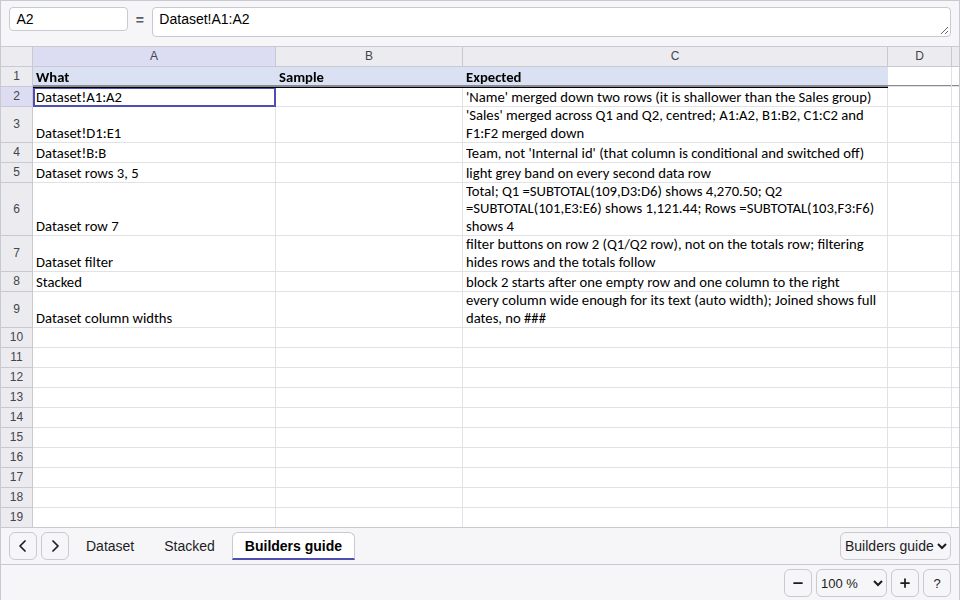 A2 = Dataset!A1:A2
A B C D
1 What Sample Expected
2 Dataset!A1:A2 'Name' merged down two rows (it is shallower than the Sales group)
3 Dataset!D1:E1 'Sales' merged across Q1 and Q2, centred; A1:A2, B1:B2, C1:C2 and
F1:F2 merged down
4 Dataset!B:B Team, not 'Internal id' (that column is conditional and switched off)
5 Dataset rows 3, 5 light grey band on every second data row
6 Dataset row 7 Total; Q1 =SUBTOTAL(109,D3:D6) shows 4,270.50; Q2
=SUBTOTAL(101,E3:E6) shows 1,121.44; Rows =SUBTOTAL(103,F3:F6)
shows 4
7 Dataset filter filter buttons on row 2 (Q1/Q2 row), not on the totals row; filtering
hides rows and the totals follow
8 Stacked block 2 starts after one empty row and one column to the right
9 Dataset column widths every column wide enough for its text (auto width); Joined shows full
dates, no ###
10
11
12
13
14
15
16
17
18
19
Dataset Stacked Builders guide Builders guide
− 100 % + ?